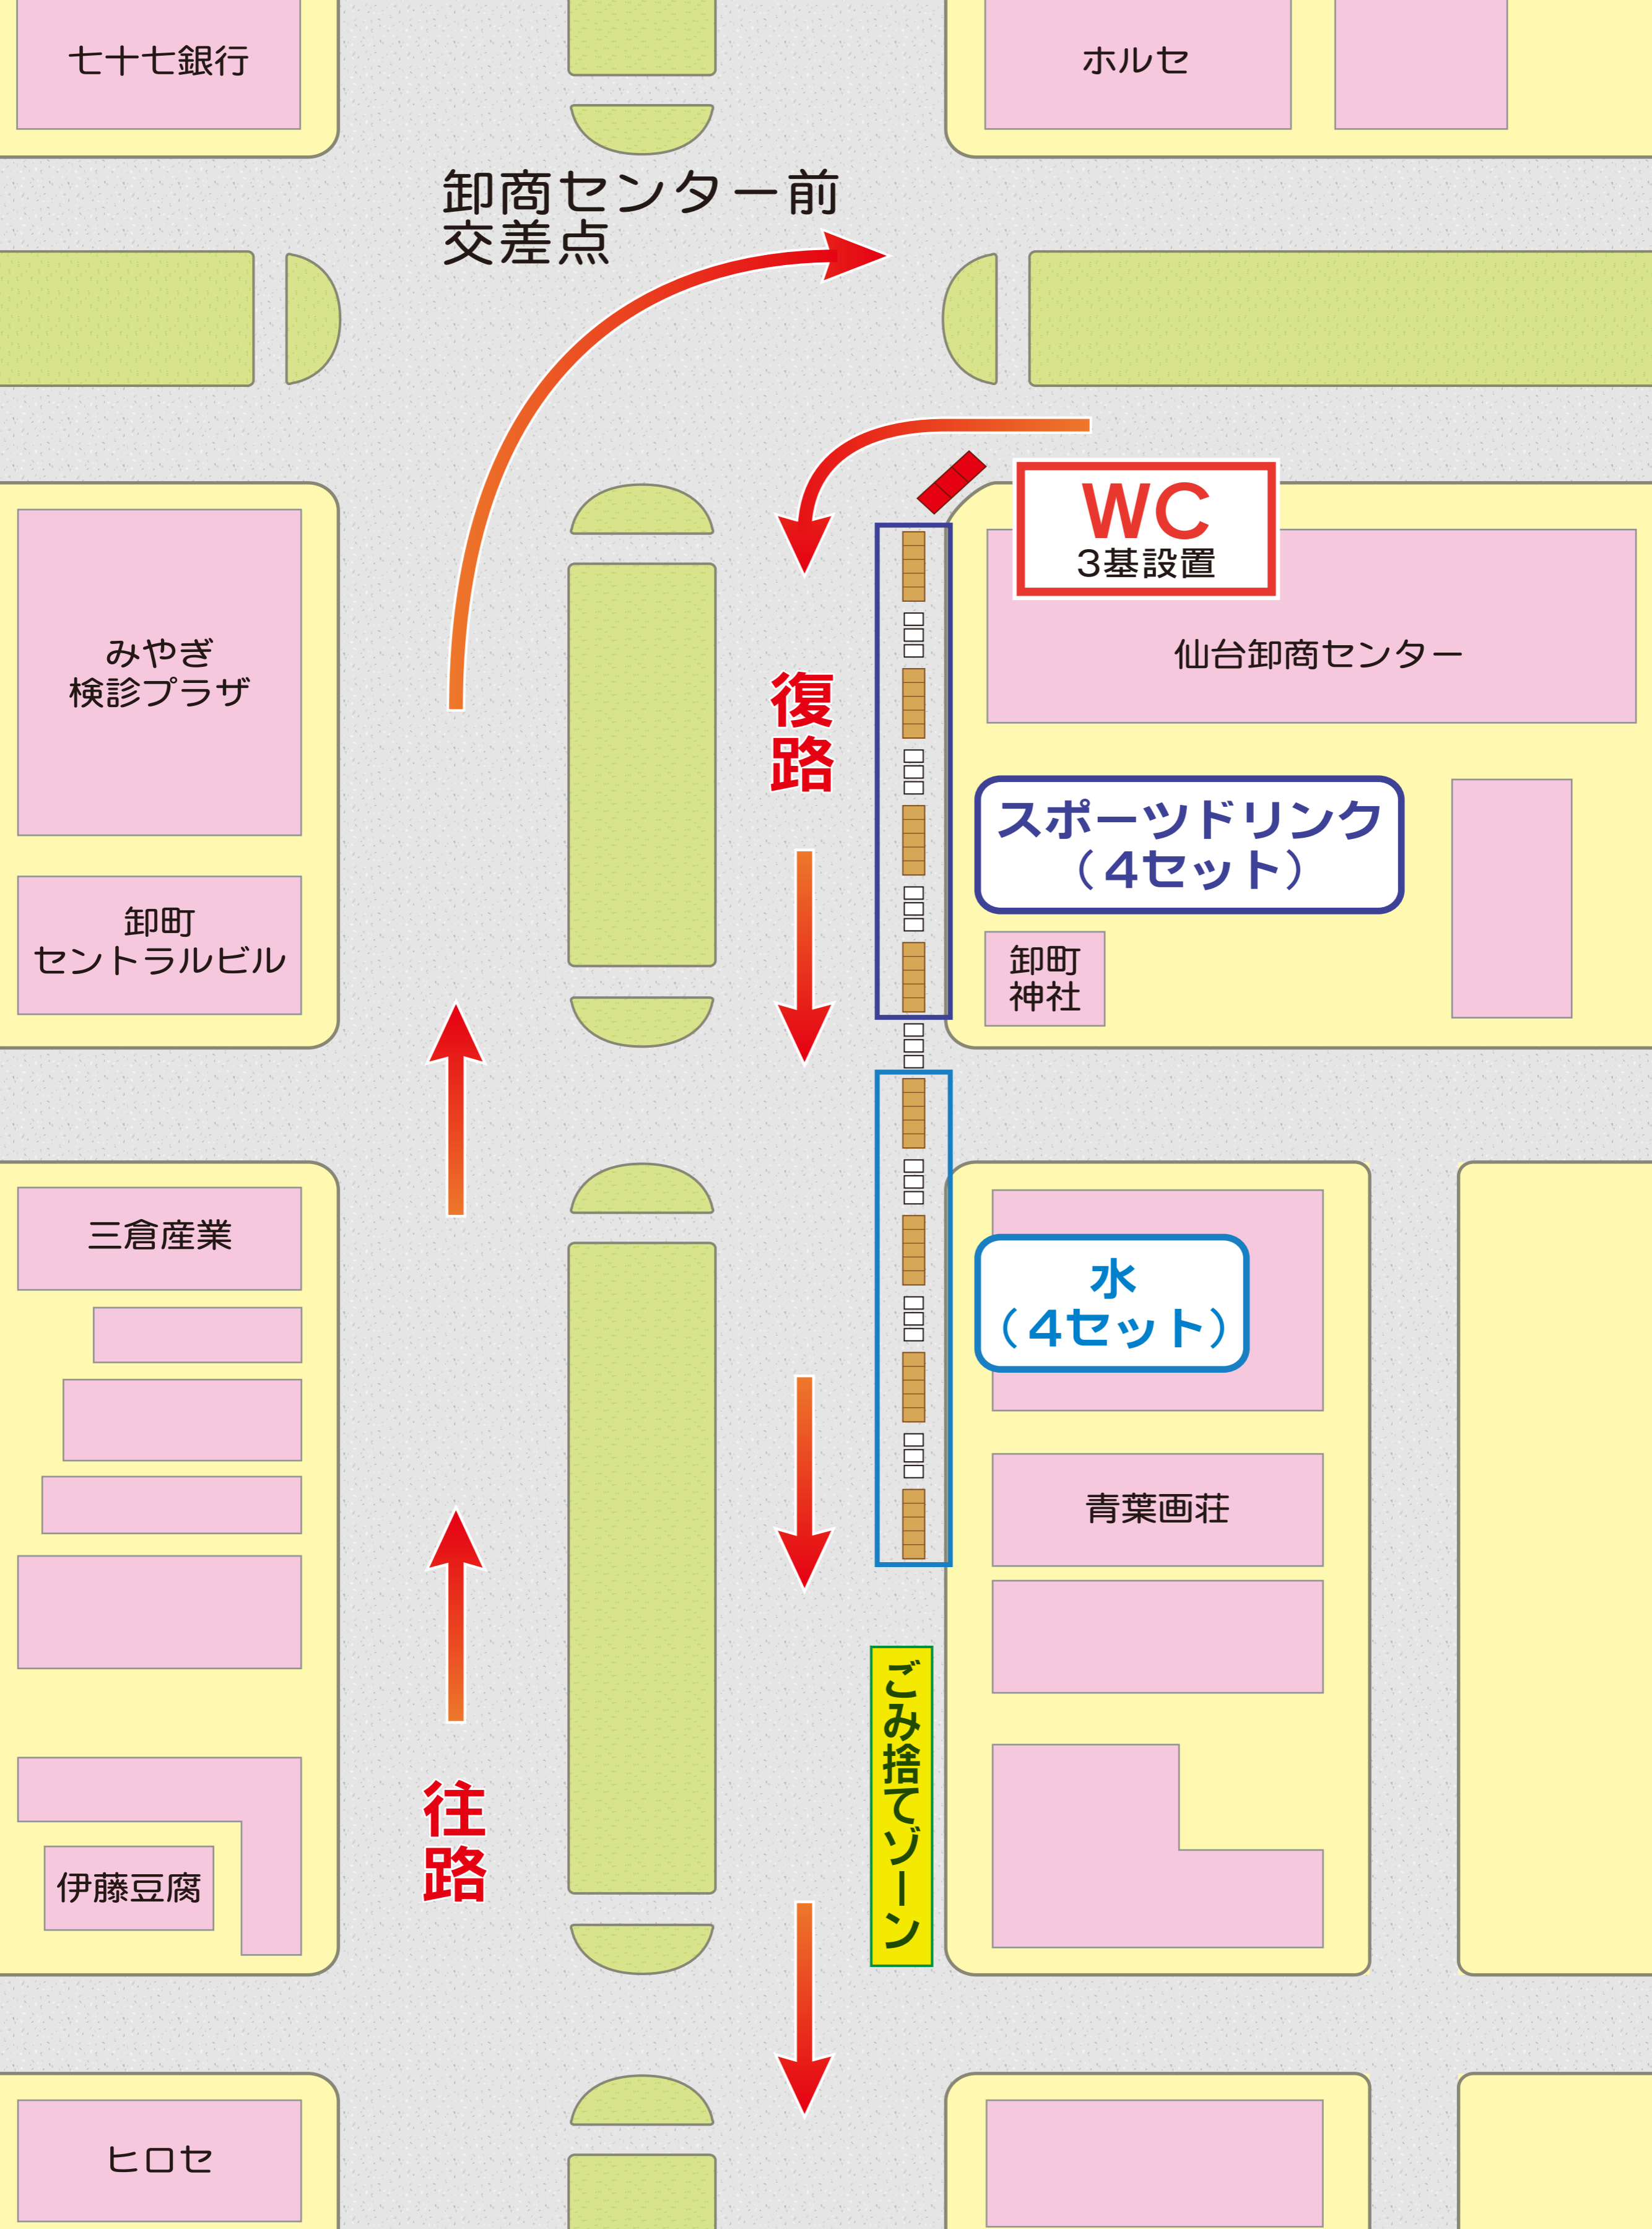 七十七銀行
ホルセ
卸商センター前
交差点
WC
3基設置
仙台卸商センター
みやぎ
検診プラザ
復路
スポーツドリンク
(4セット)
卸町
セントラルビル
卸町
神社
三倉産業
水
(4セット)
青葉画荘
ごみ捨てゾーン
往路
伊藤豆腐
ヒロセ